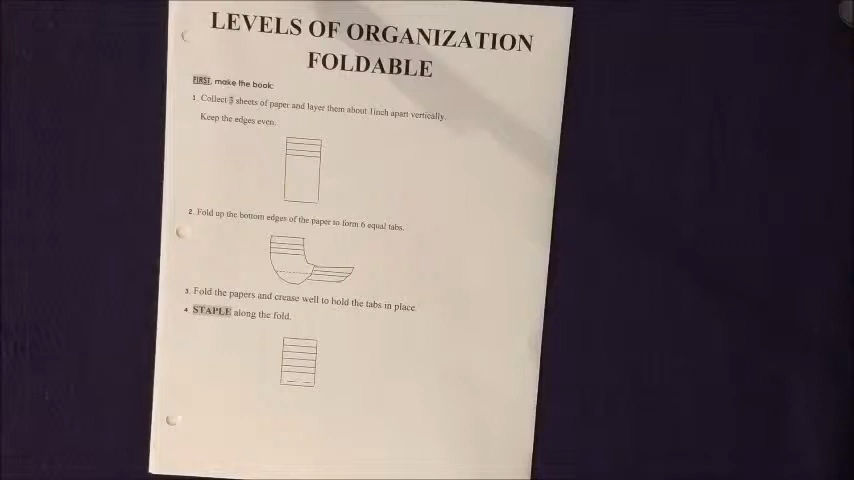 LEVELS OF ORGANIZATION
FOLDABLE
FIRST, make the book:
1. Collect 3 sheets of paper and layer them about 1inch apart vertically.
Keep the edges even.
2. Fold up the bottom edges of the paper to form 6 equal tabs.
3. Fold the papers and crease well to hold the tabs in place
4. STAPLE along the fold.